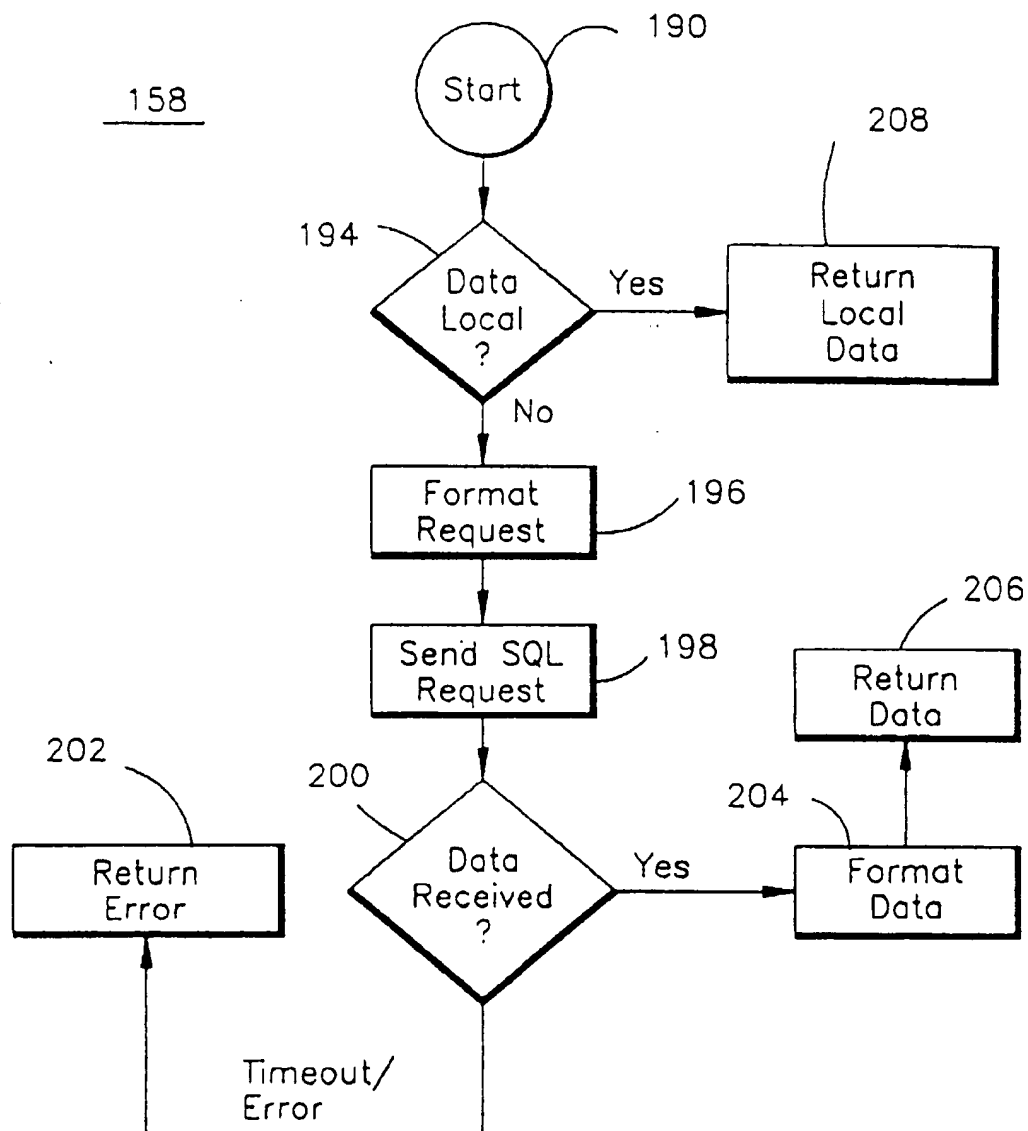 190
158
Start
208
194
Data
Local
?
Yes
Return
Local
Data
No
Format
Request
196
Send SQL
Request
198
206
Return
Data
202
200
204
Return
Error
Data
Received
?
Yes
Format
Data
Timeout/
Error